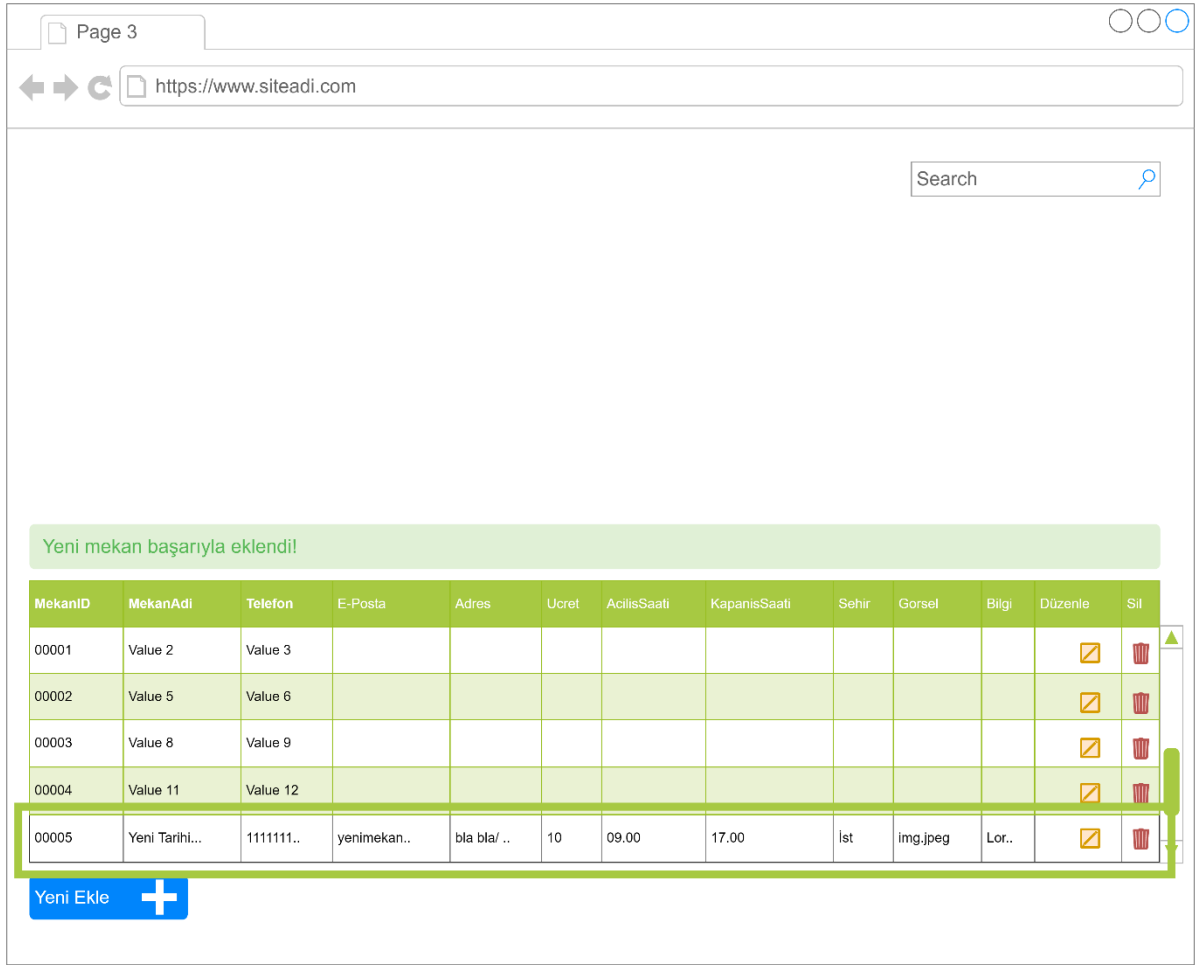 Page 3
https://www.siteadi.com
Search
Yeni mekan başarıyla eklendi!
MekanID MekanAdi Telefon E-Posta Adres Ucret AcilisSaati KapanisSaati Sehir Gorsel Bilgi Düzenle Sil
00001 Value 2 Value 3
00002 Value 5 Value 6
00003 Value 8 Value 9
00004 Value 11 Value 12
00005 Yeni Tarihi... 1111111.. yenimekan.. bla bla/ .. 10 09.00 17.00 İst img.jpeg Lor..
Yeni Ekle